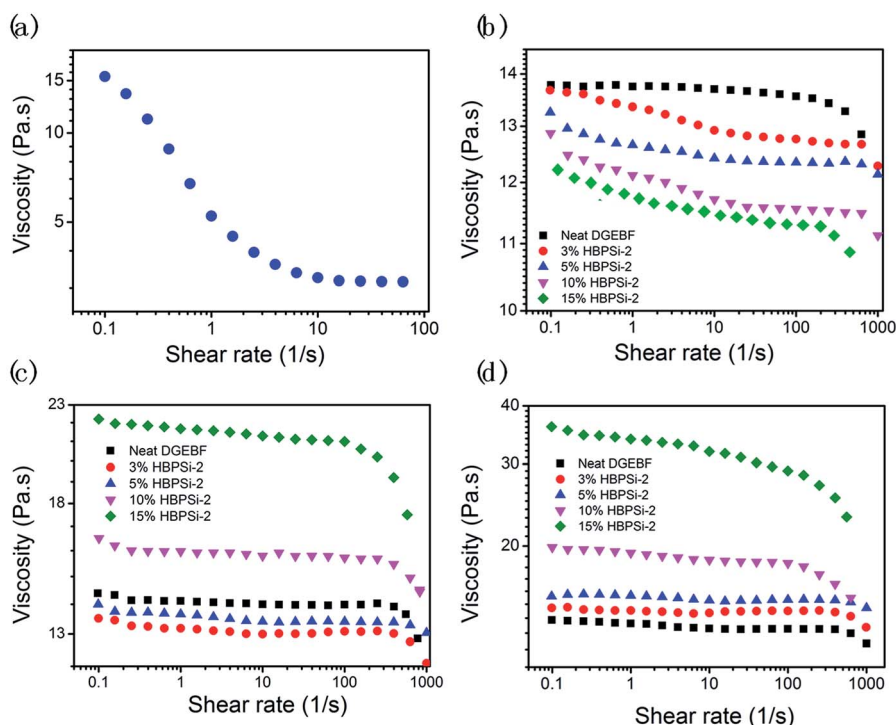 (a)
15
10
5
Viscosity (Pa.s)
0.1 1 10 100
Shear rate (1/s)
(b)
14
13
12
11
10
Viscosity (Pa.s)
Neat DGEBF
3% HBPSi-2
5% HBPSi-2
10% HBPSi-2
15% HBPSi-2
0.1 1 10 100 1000
Shear rate (1/s)
(c)
23
18
13
Viscosity (Pa.s)
Neat DGEBF
3% HBPSi-2
5% HBPSi-2
10% HBPSi-2
15% HBPSi-2
0.1 1 10 100 1000
Shear rate (1/s)
(d)
40
30
20
Viscosity (Pa.s)
Neat DGEBF
3% HBPSi-2
5% HBPSi-2
10% HBPSi-2
15% HBPSi-2
0.1 1 10 100 1000
Shear rate (1/s)